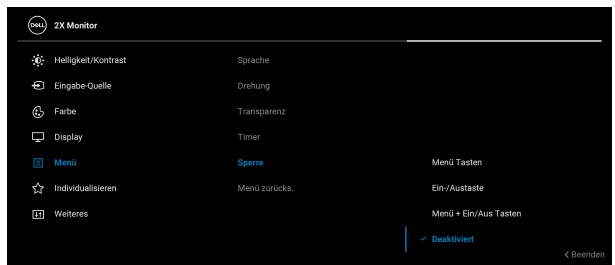 DELL 2X Monitor
Helligkeit/Kontrast Sprache
Eingabe-Quelle Drehung
Farbe Transparenz
Display Timer
Menü Sperre Menü Tasten
Individualisieren Menü zurücks. Ein-/Austaste
Weiteres Menü + Ein/Aus Tasten
Deaktiviert
Beenden